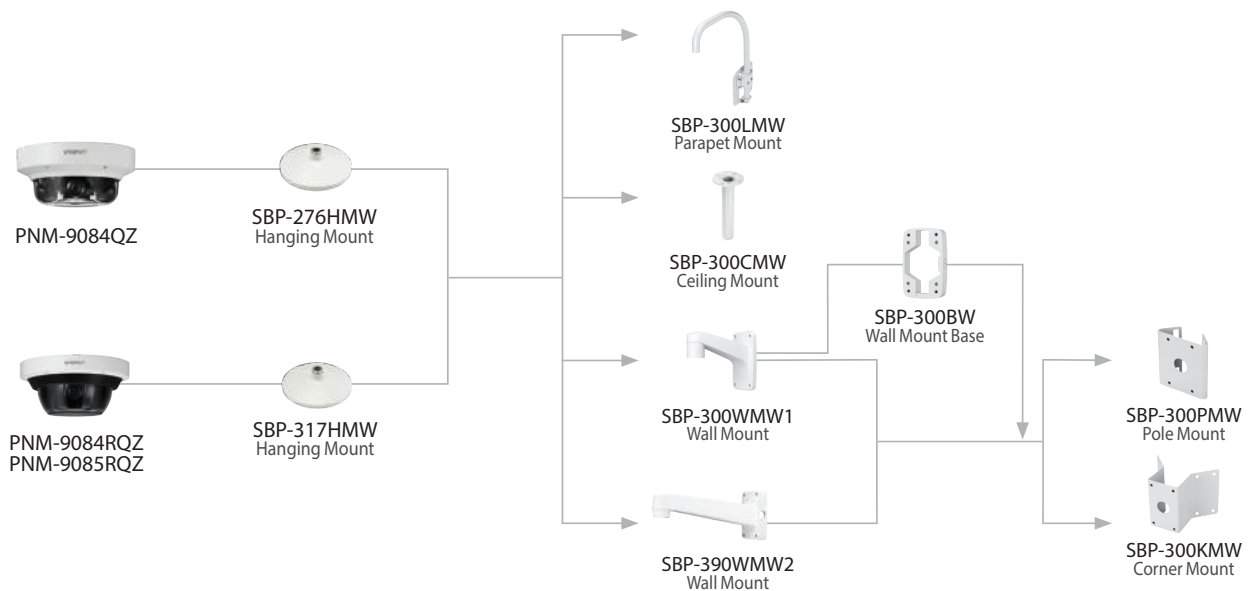 SBP-300LMW
Parapet Mount
PNM-9084QZ
SBP-276HMW
Hanging Mount
SBP-300CMW
Ceiling Mount
SBP-300BW
Wall Mount Base
SBP-300WMW1
Wall Mount
SBP-300PMW
Pole Mount
PNM-9084RQZ
PNM-9085RQZ
SBP-317HMW
Hanging Mount
SBP-390WMW2
Wall Mount
SBP-300KMW
Corner Mount